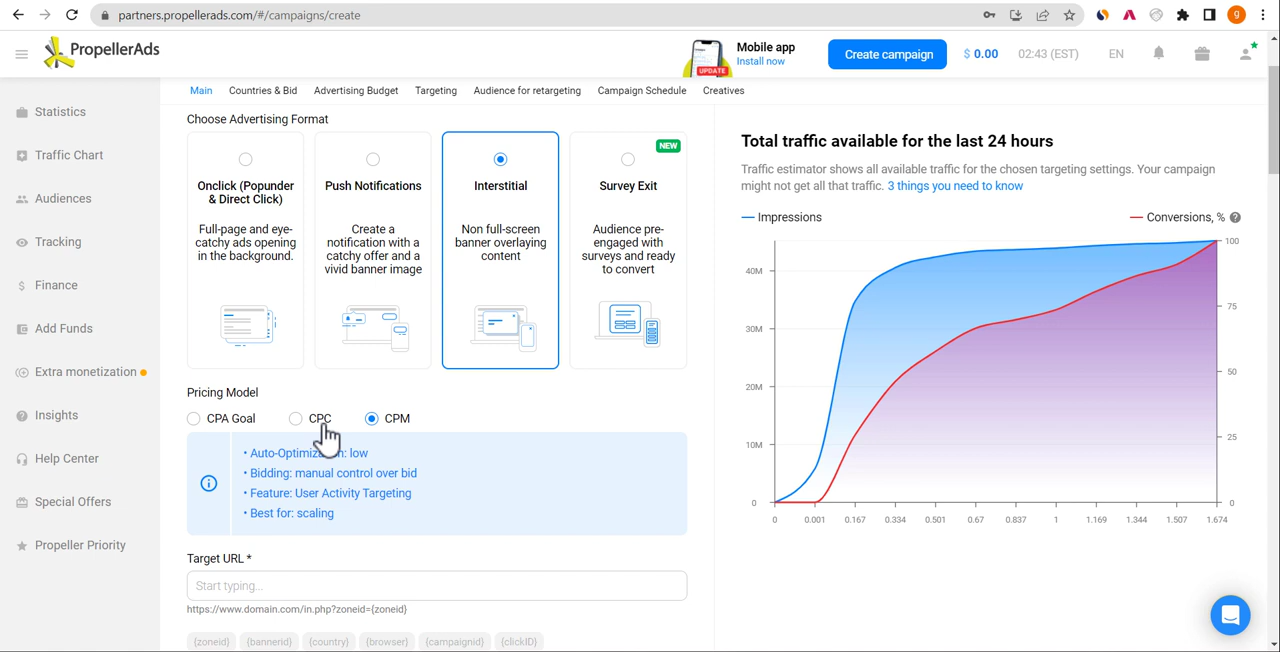 partners.propellerads.com/#/campaigns/create
g
PropellerAds
UPDATE
Mobile app
Install now
Create campaign
$ 0.00
02:43 (EST)
EN
Statistics
Traffic Chart
Audiences
Tracking
Finance
Add Funds
Extra monetization
Insights
Help Center
Special Offers
Propeller Priority
Main
Countries & Bid
Advertising Budget
Targeting
Audience for retargeting
Campaign Schedule
Creatives
Choose Advertising Format
Onclick (Popunder
& Direct Click)
Full-page and eye-
catchy ads opening
in the background.
Push Notifications
Create a
notification with a
catchy offer and a
vivid banner image
Interstitial
Non full-screen
banner overlaying
content
NEW
Survey Exit
Audience pre-
engaged with
surveys and ready
to convert
Pricing Model
CPA Goal
CPC
CPM
• Auto-Optimization: low
• Bidding: manual control over bid
• Feature: User Activity Targeting
• Best for: scaling
Target URL *
Start typing...
https://www.domain.com/in.php?zoneid={zoneid}
{zoneid}
{bannerid}
{country}
{browser}
{campaignid}
{clickID}
Total traffic available for the last 24 hours
Traffic estimator shows all available traffic for the chosen targeting settings. Your campaign
might not get all that traffic. 3 things you need to know
Impressions
Conversions, %
40M
30M
20M
10M
0
100
75
50
25
0
0 0.001 0.167 0.334 0.501 0.67 0.837 1 1.169 1.344 1.507 1.674